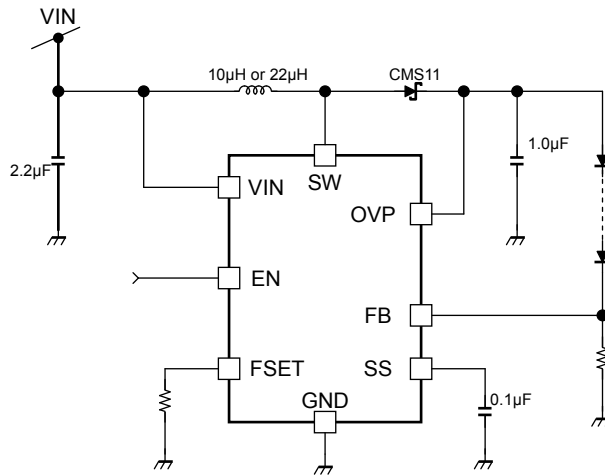 VIN
10µH or 22µH
CMS11
2.2µF
1.0µF
VIN
SW
OVP
EN
FB
FSET
SS
GND
0.1µF